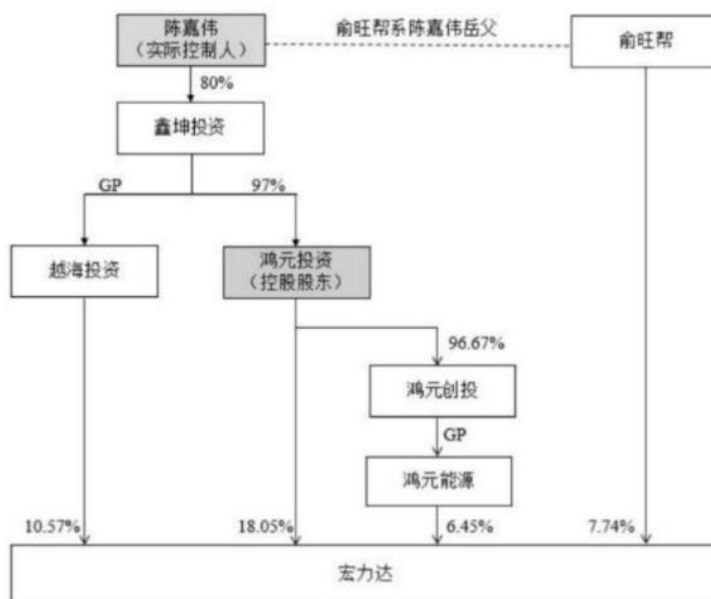 陈嘉伟
（实际控制人）
俞旺帮系陈嘉伟岳父
俞旺帮
80%
鑫坤投资
GP
97%
越海投资
鸿元投资
（控股股东）
96.67%
鸿元创投
GP
鸿元能源
10.57%
18.05%
6.45%
7.74%
宏力达